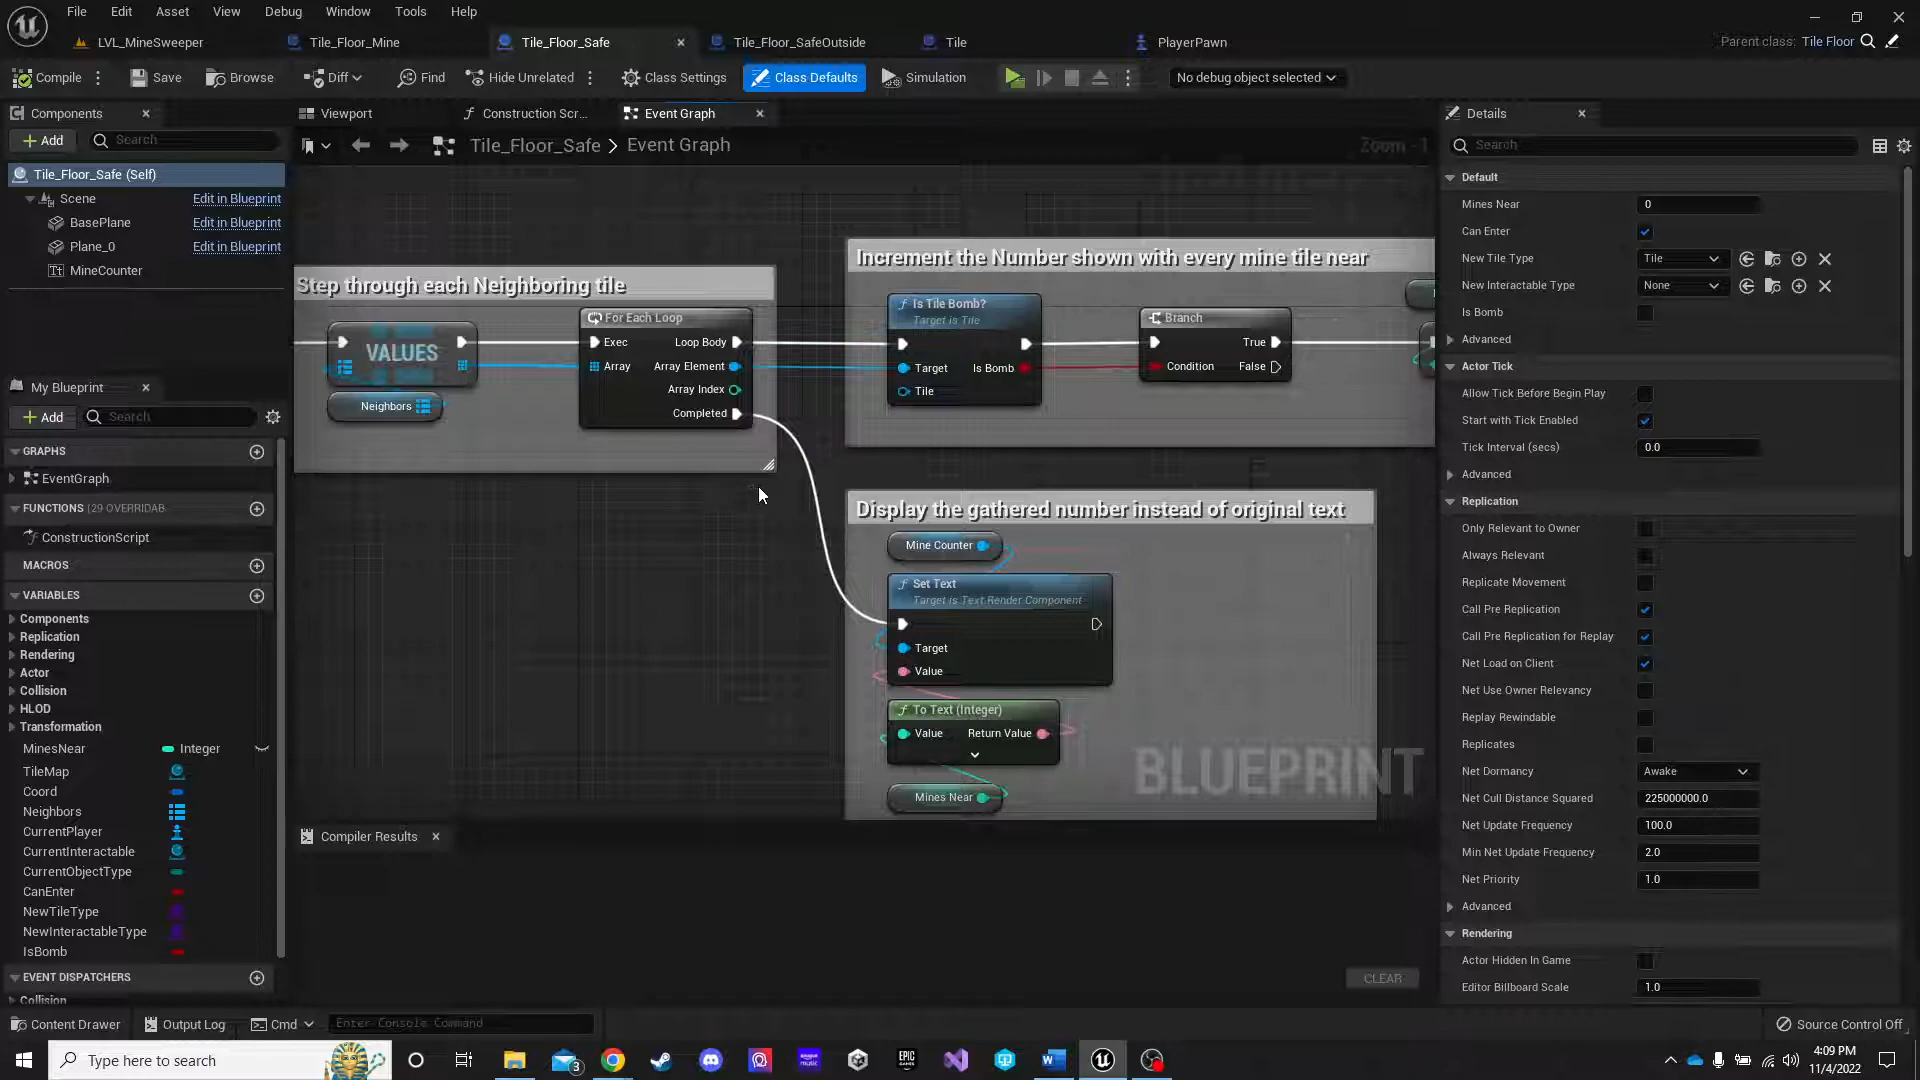 File Edit Asset View Debug Window Tools Help
LVL_MineSweeper Tile_Floor_Mine Tile_Floor_Safe Tile_Floor_SafeOutside Tile PlayerPawn Parent class: Tile Floor
Compile Save Browse Diff Find Hide Unrelated Class Settings Class Defaults Simulation No debug object selected
Components Viewport Construction Scr... Event Graph Details
Add Search Tile_Floor_Safe > Event Graph Zoom -1 Search
Tile_Floor_Safe (Self)
Scene Edit in Blueprint
BasePlane Edit in Blueprint
Plane_0 Edit in Blueprint
MineCounter
My Blueprint
Add Search
GRAPHS
EventGraph
FUNCTIONS (29 OVERRIDAB
ConstructionScript
MACROS
VARIABLES
Components
Replication
Rendering
Actor
Collision
HLOD
Transformation
MinesNear Integer
TileMap
Coord
Neighbors
CurrentPlayer
CurrentInteractable
CurrentObjectType
CanEnter
NewTileType
NewInteractableType
IsBomb
EVENT DISPATCHERS
Collision
Step through each Neighboring tile
VALUES
Neighbors
For Each Loop
Exec Loop Body
Array Array Element
Array Index
Completed
Increment the Number shown with every mine tile near
Is Tile Bomb?
Target is Tile
Target Is Bomb
Tile
Branch
True
Condition False
Display the gathered number instead of original text
Mine Counter
Set Text
Target is Text Render Component
Target
Value
To Text (Integer)
Value Return Value
Mines Near
BLUEPRINT
Compiler Results
CLEAR
Default
Mines Near 0
Can Enter
New Tile Type Tile
New Interactable Type None
Is Bomb
Advanced
Actor Tick
Allow Tick Before Begin Play
Start with Tick Enabled
Tick Interval (secs) 0.0
Advanced
Replication
Only Relevant to Owner
Always Relevant
Replicate Movement
Call Pre Replication
Call Pre Replication for Replay
Net Load on Client
Net Use Owner Relevancy
Replay Rewindable
Replicates
Net Dormancy Awake
Net Cull Distance Squared 225000000.0
Net Update Frequency 100.0
Min Net Update Frequency 2.0
Net Priority 1.0
Advanced
Rendering
Actor Hidden In Game
Editor Billboard Scale 1.0
Content Drawer Output Log Cmd Enter Console Command Source Control Off
Type here to search 3 EPIC GAMES 4:09 PM
11/4/2022